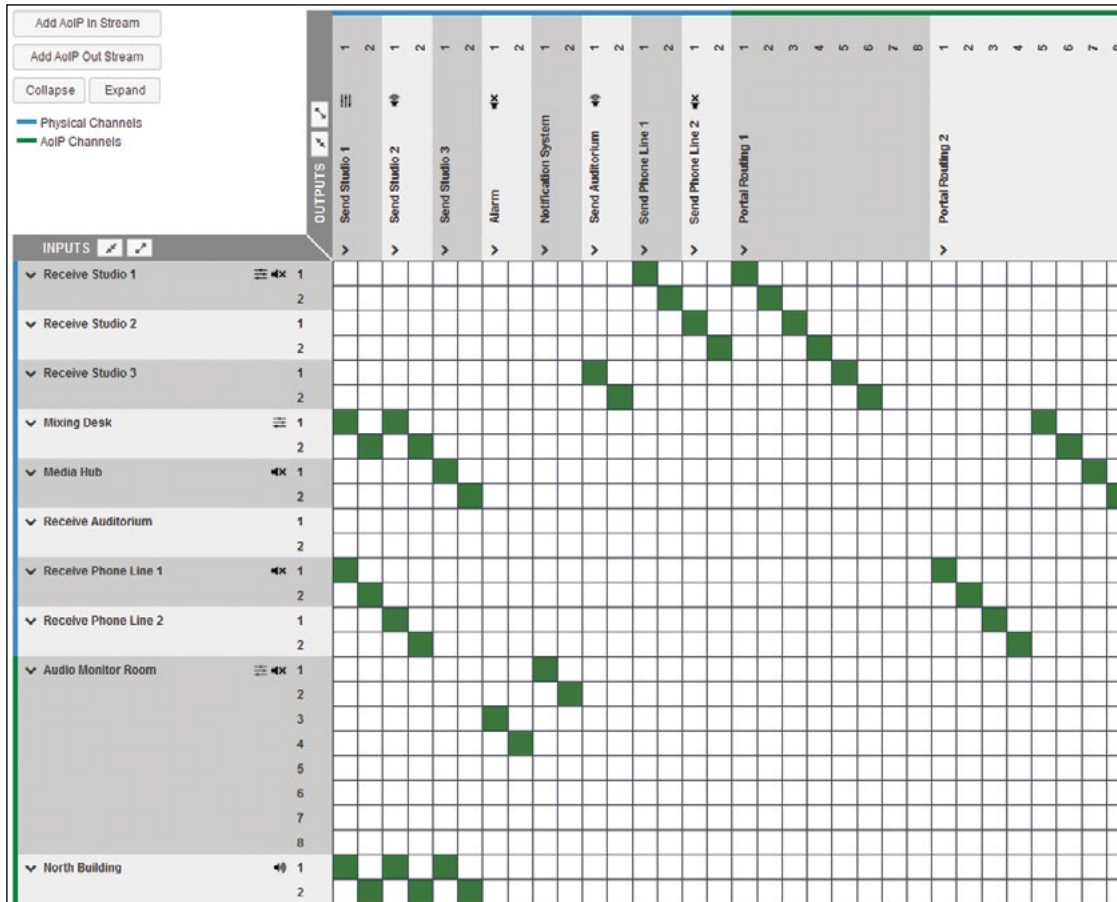 Add AoIP In Stream
Add AoIP Out Stream
Collapse Expand
Physical Channels
AoIP Channels
OUTPUTS
1 2 1 2 1 2 1 2 1 2 1 2 1 2 1 2 1 2 3 4 5 6 7 8 1 2 3 4 5 6 7 8
Send Studio 1
Send Studio 2
Send Studio 3
Alarm
Notification System
Send Auditorium
Send Phone Line 1
Send Phone Line 2
Portal Routing 1
Portal Routing 2
INPUTS
Receive Studio 1 1
2
Receive Studio 2 1
2
Receive Studio 3 1
2
Mixing Desk 1
2
Media Hub 1
2
Receive Auditorium 1
2
Receive Phone Line 1 1
2
Receive Phone Line 2 1
2
Audio Monitor Room 1
2
3
4
5
6
7
8
North Building 1
2